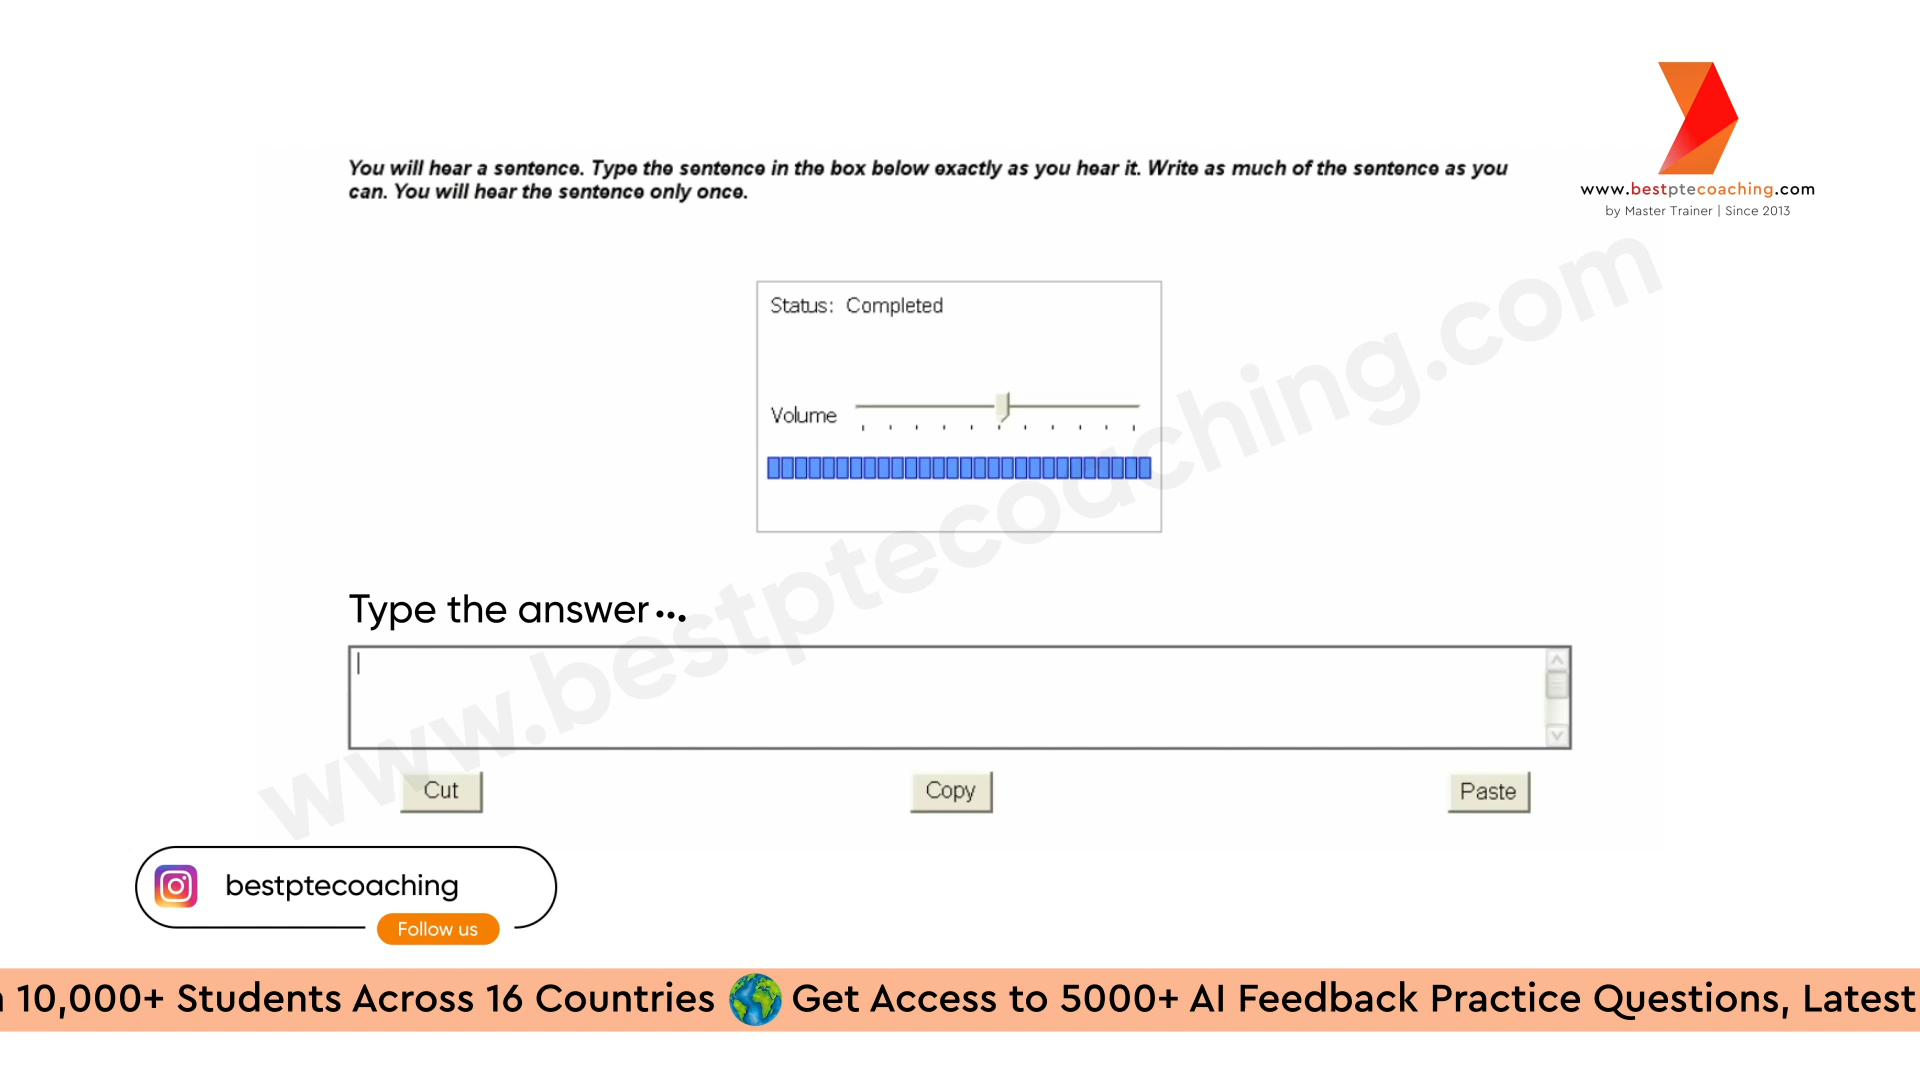 You will hear a sentence. Type the sentence in the box below exactly as you hear it. Write as much of the sentence as you
can. You will hear the sentence only once.
www.bestptecoaching.com
by Master Trainer | Since 2013
Status: Completed
Volume
www.bestptecoaching.com
Type the answer...
Cut
Copy
Paste
bestptecoaching
Follow us
10,000+ Students Across 16 Countries Get Access to 5000+ AI Feedback Practice Questions, Latest